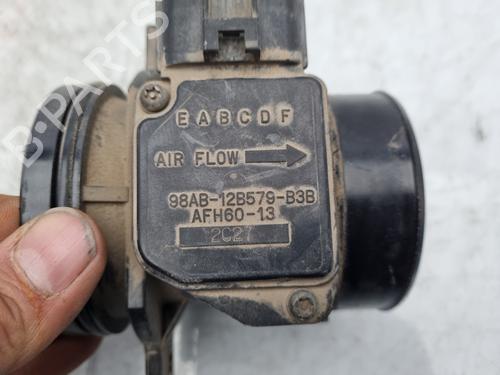 E A B C D F
AIR FLOW
98AB-12B579-B3B
AFH60-13
2C27
B-PARTS